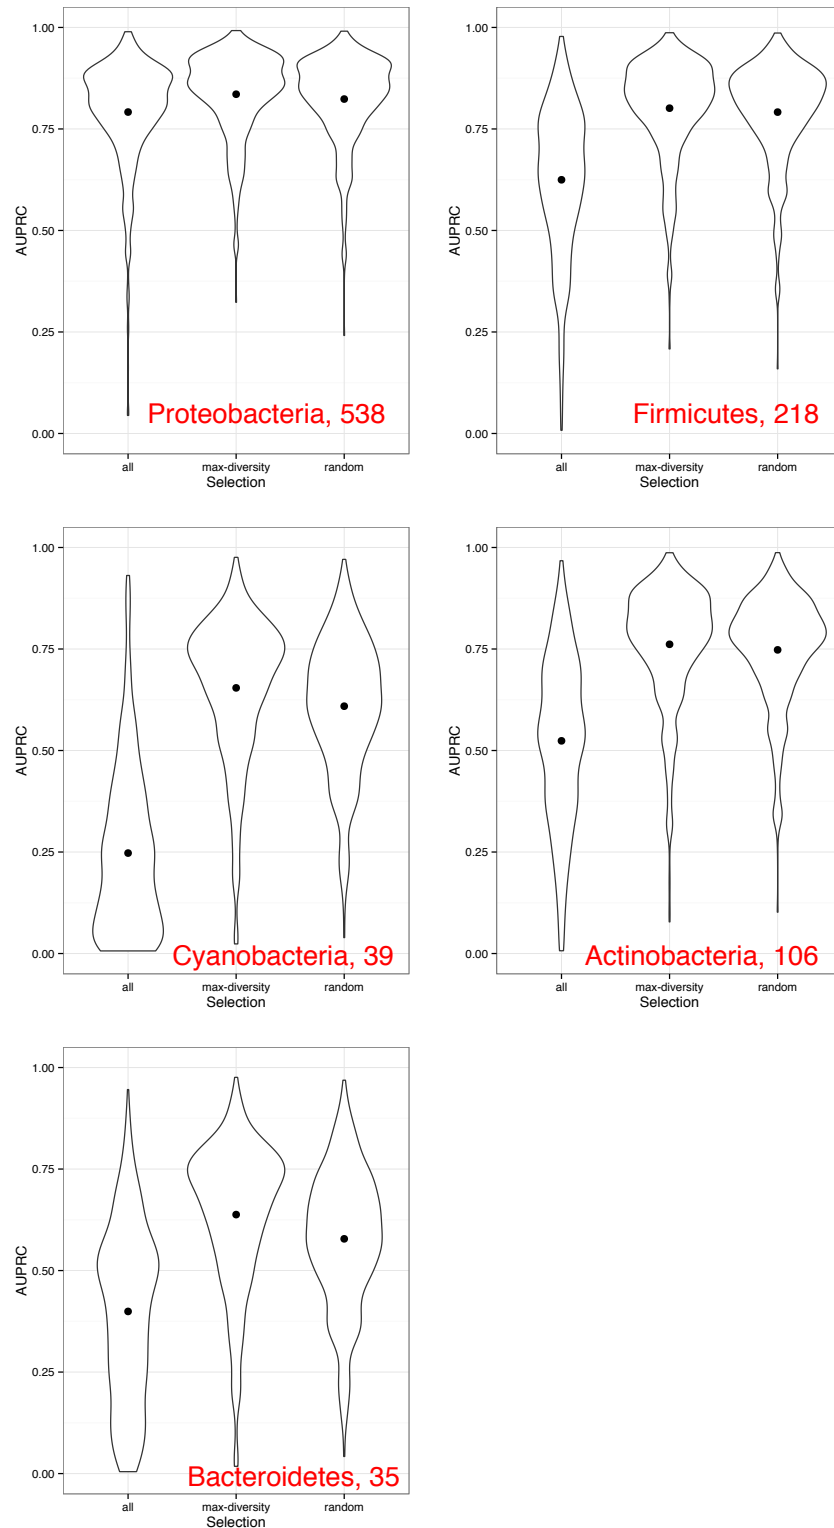 1.00
0.75
0.50
0.25
0.00
AUPRC
Proteobacteria, 538
all max-diversity random
Selection
1.00
0.75
0.50
0.25
0.00
AUPRC
Firmicutes, 218
all max-diversity random
Selection
1.00
0.75
0.50
0.25
0.00
AUPRC
Cyanobacteria, 39
all max-diversity random
Selection
1.00
0.75
0.50
0.25
0.00
AUPRC
Actinobacteria, 106
all max-diversity random
Selection
1.00
0.75
0.50
0.25
0.00
AUPRC
Bacteroidetes, 35
all max-diversity random
Selection